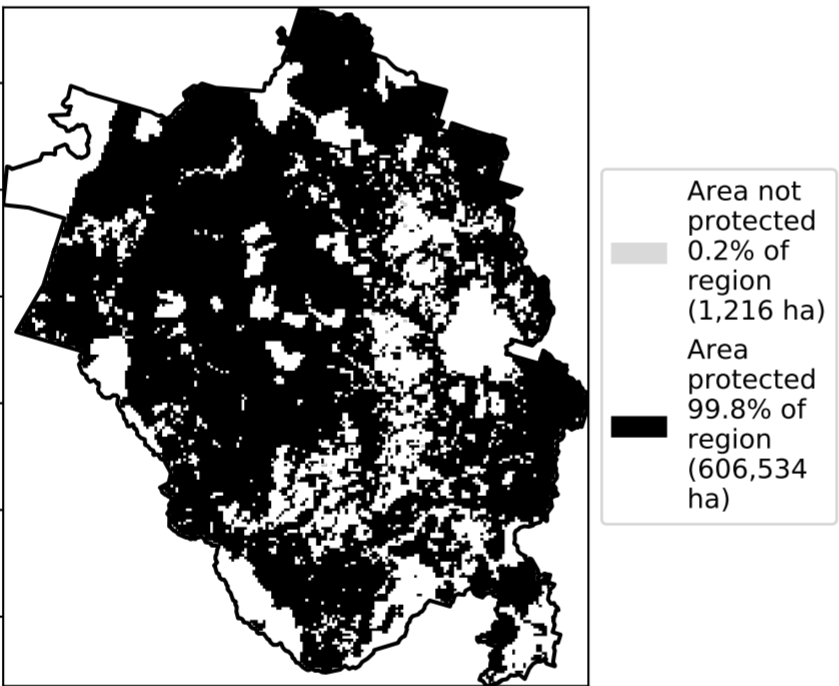 Area not
protected
0.2% of
region
(1,216 ha)
Area
protected
99.8% of
region
(606,534
ha)